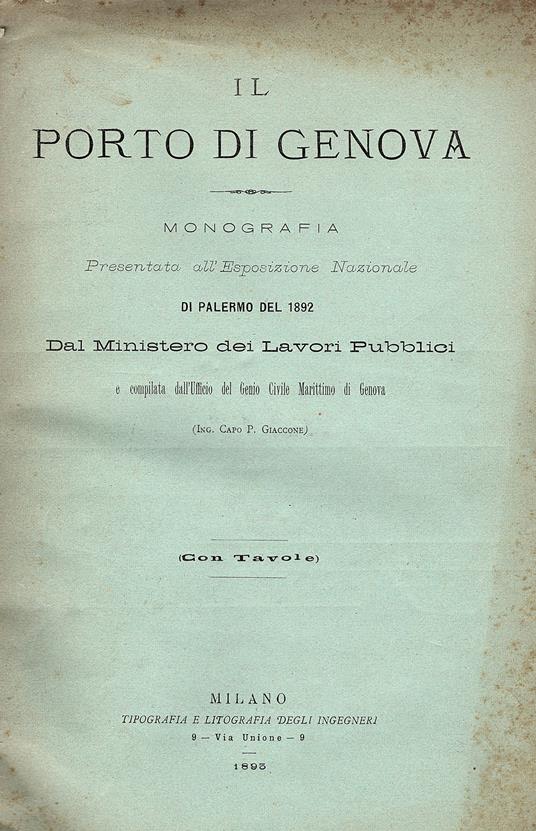 IL
PORTO DI GENOVA
MONOGRAFIA
Presentata all'Esposizione Nazionale
DI PALERMO DEL 1892
Dal Ministero dei Lavori Pubblici
e compilata dall'Ufficio del Genio Civile Marittimo di Genova
(ING. CAPO P. GIACCONE)
(Con Tavole)
MILANO
TIPOGRAFIA E LITOGRAFIA DEGLI INGEGNERI
9 — Via Unione — 9
1893